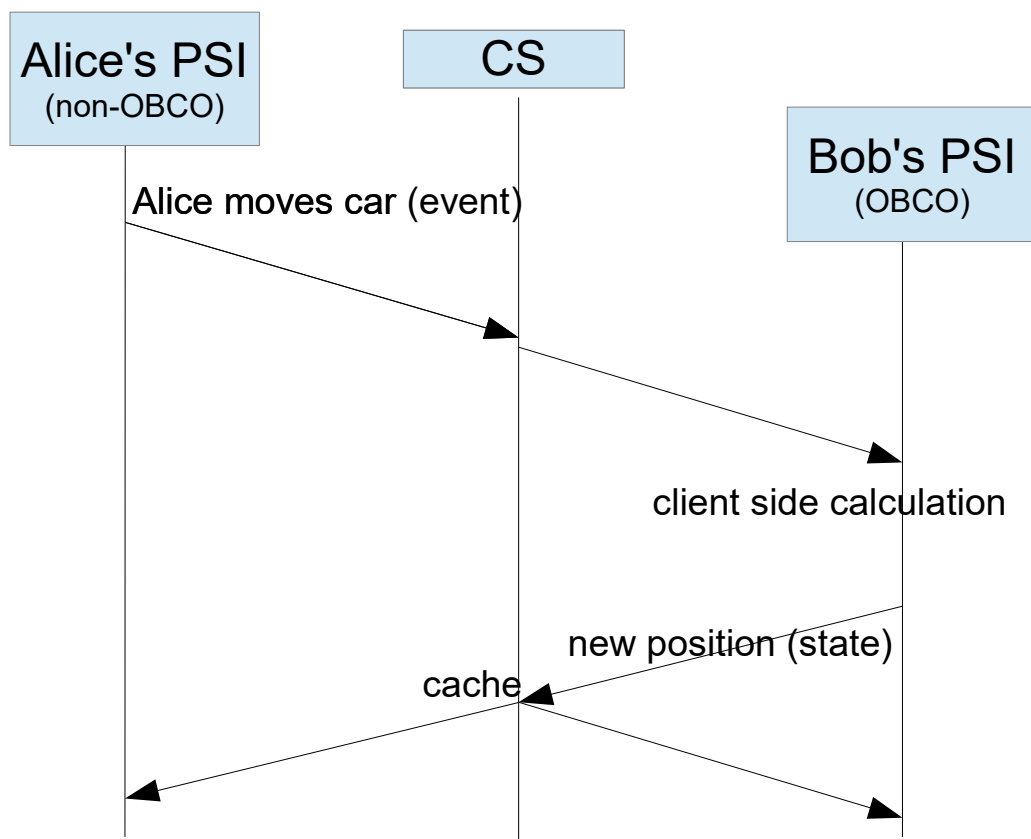 Alice's PSI
(non-OBCO)
CS
Bob's PSI
(OBCO)
Alice moves car (event)
client side calculation
new position (state)
cache